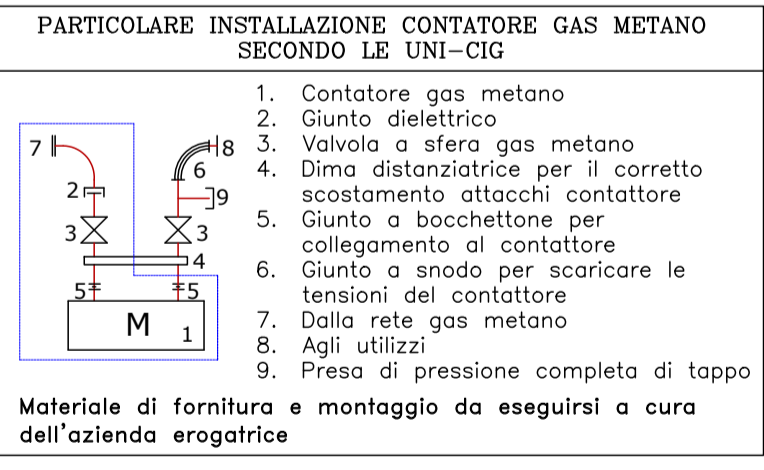 PARTICOLARE INSTALLAZIONE CONTATORE GAS METANO
SECONDO LE UNI-CIG
1. Contatore gas metano
2. Giunto dielettrico
3. Valvola a sfera gas metano
4. Dima distanziatrice per il corretto
scostamento attacchi contattore
5. Giunto a bocchettone per
collegamento al contattore
6. Giunto a snodo per scaricare le
tensioni del contattore
7. Dalla rete gas metano
8. Agli utilizzi
9. Presa di pressione completa di tappo
7
8
6
2
9
3
3
4
5
5
M
1
Materiale di fornitura e montaggio da eseguirsi a cura
dell'azienda erogatrice